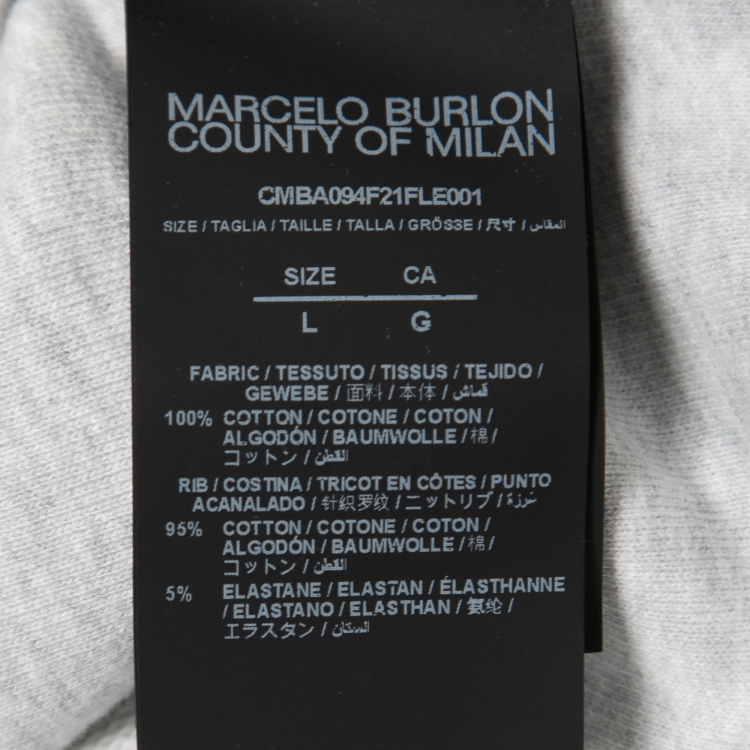 MARCELO BURLON
COUNTY OF MILAN
CMBA094F21FLE001
SIZE / TAGLIA / TAILLE / TALLA / GRÖSSE / 尺寸 / المقاس
SIZE CA
L G
FABRIC / TESSUTO / TISSUS / TEJIDO /
GEWEBE / 面料 / 本体 / قماش
100% COTTON / COTONE / COTON /
ALGODÓN / BAUMWOLLE / 棉 /
コットン / القطن
RIB / COSTINA / TRICOT EN CÔTES / PUNTO
ACANALADO / 针织罗纹 / ニットリブ /
95% COTTON / COTONE / COTON /
ALGODÓN / BAUMWOLLE / 棉 /
コットン / القطن
5% ELASTANE / ELASTAN / ÉLASTHANNE
/ ELASTANO / ELASTHAN / 氨纶 /
エラスタン /